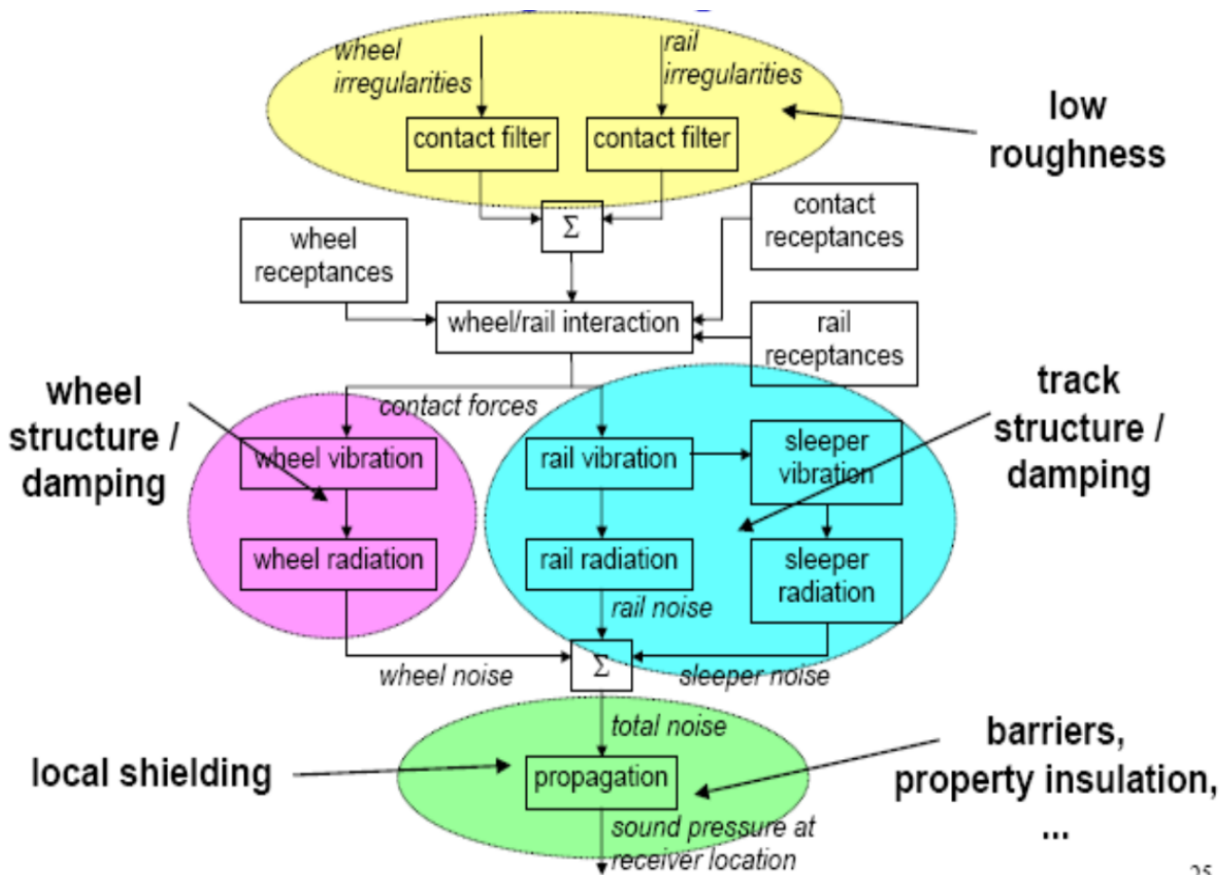 wheel
irregularities
rail
irregularities
low
roughness
contact filter
contact filter
Σ
wheel
receptances
contact
receptances
wheel/rail interaction
rail
receptances
wheel
structure /
damping
contact forces
track
structure /
damping
wheel vibration
rail vibration
sleeper
vibration
wheel radiation
rail radiation
sleeper
radiation
rail noise
wheel noise
Σ
sleeper noise
total noise
local shielding
propagation
barriers,
property insulation,
...
sound pressure at
receiver location